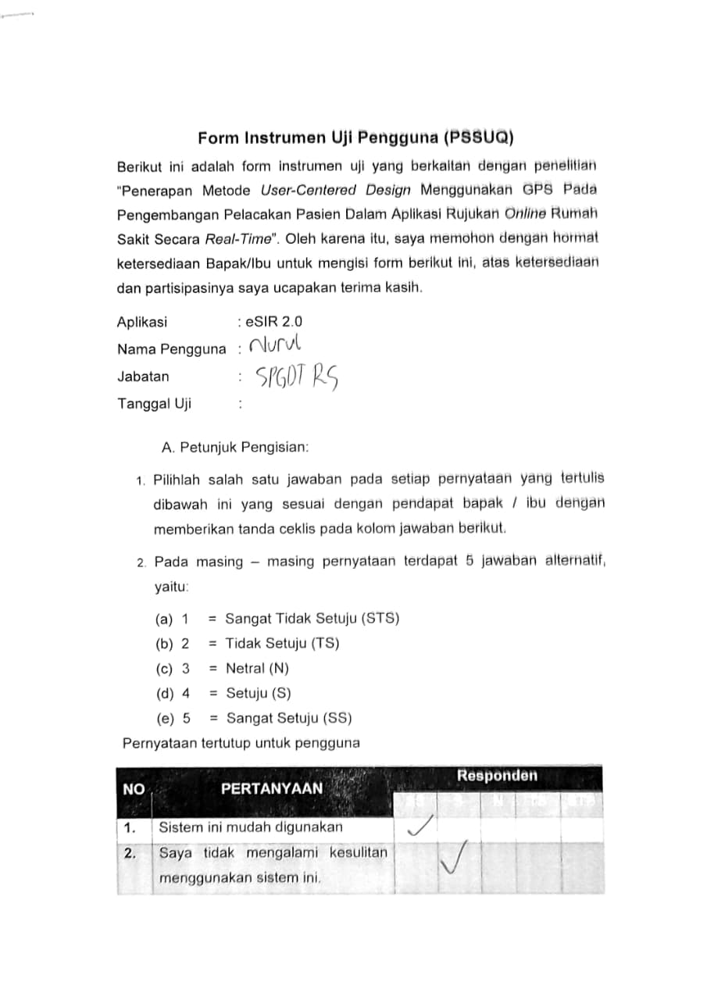 Form Instrumen Uji Pengguna (PSSUQ)
Berikut ini adalah form instrumen uji yang berkaitan dengan penelitian
"Penerapan Metode User-Centered Design Menggunakan GPS Pada
Pengembangan Pelacakan Pasien Dalam Aplikasi Rujukan Online Rumah
Sakit Secara Real-Time". Oleh karena itu, saya memohon dengan hormat
ketersediaan Bapak/Ibu untuk mengisi form berikut ini, atas ketersediaan
dan partisipasinya saya ucapakan terima kasih.
Aplikasi : eSIR 2.0
Nama Pengguna : Nurul
Jabatan : SPGDT RS
Tanggal Uji :
A. Petunjuk Pengisian:
1. Pilihlah salah satu jawaban pada setiap pernyataan yang tertulis
dibawah ini yang sesuai dengan pendapat bapak / ibu dengan
memberikan tanda ceklis pada kolom jawaban berikut.
2. Pada masing – masing pernyataan terdapat 5 jawaban alternatif,
yaitu:
(a) 1 = Sangat Tidak Setuju (STS)
(b) 2 = Tidak Setuju (TS)
(c) 3 = Netral (N)
(d) 4 = Setuju (S)
(e) 5 = Sangat Setuju (SS)
Pernyataan tertutup untuk pengguna
NO PERTANYAAN Responden
SS S N TS STS
1. Sistem ini mudah digunakan ✓
2. Saya tidak mengalami kesulitan ✓
menggunakan sistem ini.